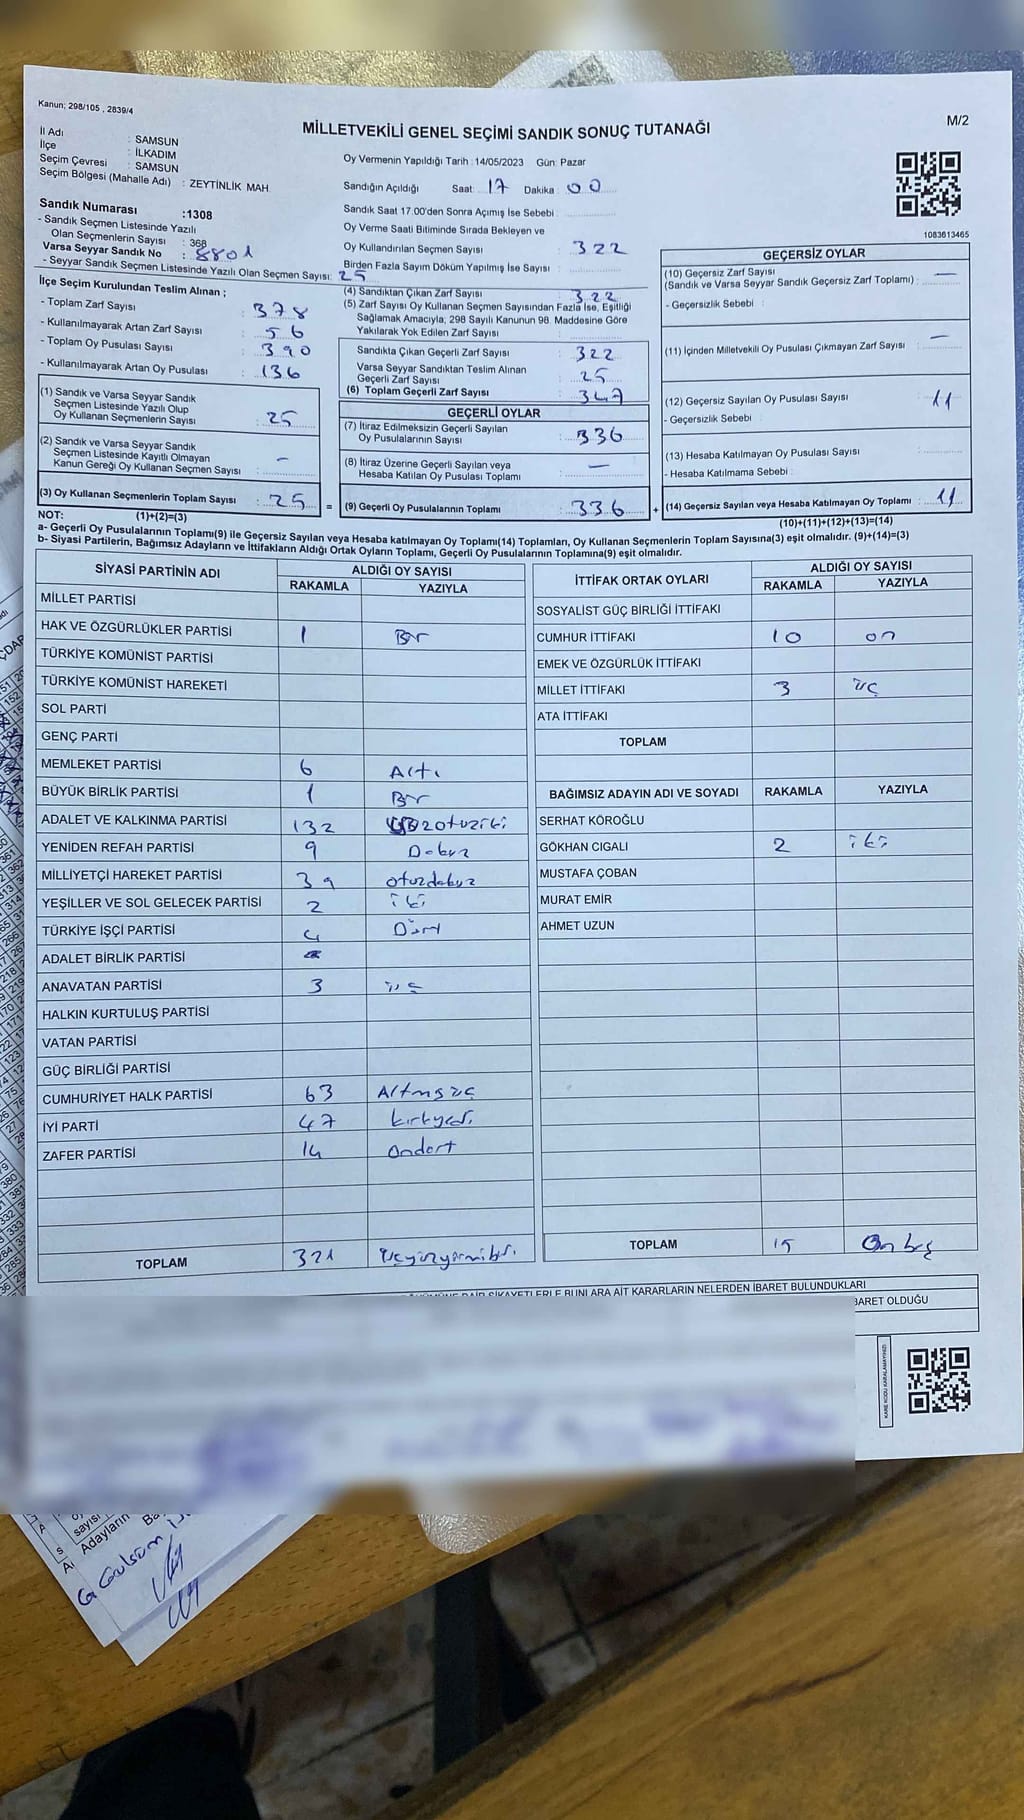 Kanun; 298/105 , 2839/4
M/2
MİLLETVEKİLİ GENEL SEÇİMİ SANDIK SONUÇ TUTANAĞI
İl Adı : SAMSUN
İlçe : İLKADIM
Seçim Çevresi : SAMSUN
Seçim Bölgesi (Mahalle Adı) : ZEYTİNLİK MAH
Sandık Numarası :1308
- Sandık Seçmen Listesinde Yazılı
Olan Seçmenlerin Sayısı : 368
Varsa Seyyar Sandık No : 8801
- Seyyar Sandık Seçmen Listesinde Yazılı Olan Seçmen Sayısı: 25
Oy Vermenin Yapıldığı Tarih : 14/05/2023 Gün: Pazar
Sandığın Açıldığı Saat 17 Dakika 00
Sandık Saat 17.00'den Sonra Açımış İse Sebebi
Oy Verme Saati Bitiminde Sırada Bekleyen ve
Oy Kullandırılan Seçmen Sayısı : 322
Birden Fazla Sayım Döküm Yapılmış İse Sayısı :
1083613465
İlçe Seçim Kurulundan Teslim Alınan ;
- Toplam Zarf Sayısı : 378
- Kullanılmayarak Artan Zarf Sayısı : 56
- Toplam Oy Pusulası Sayısı : 390
- Kullanılmayarak Artan Oy Pusulası : 136
(1) Sandık ve Varsa Seyyar Sandık
Seçmen Listesinde Yazılı Olup
Oy Kullanan Seçmenlerin Sayısı : 25
(2) Sandık ve Varsa Seyyar Sandık
Seçmen Listesinde Kayıtlı Olmayan
Kanun Gereği Oy Kullanan Seçmen Sayısı : -
(3) Oy Kullanan Seçmenlerin Toplam Sayısı : 25 =
(1)+(2)=(3)
(4) Sandıktan Çıkan Zarf Sayısı : 322
(5) Zarf Sayısı Oy Kullanan Seçmen Sayısından Fazla İse, Eşitliği
Sağlamak Amacıyla; 298 Sayılı Kanunun 98. Maddesine Göre
Yakılarak Yok Edilen Zarf Sayısı
Sandıkta Çıkan Geçerli Zarf Sayısı : 322
Varsa Seyyar Sandıktan Teslim Alınan
Geçerli Zarf Sayısı : 25
(6) Toplam Geçerli Zarf Sayısı : 347
GEÇERLİ OYLAR
(7) İtiraz Edilmeksizin Geçerli Sayılan
Oy Pusulalarının Sayısı : 336
(8) İtiraz Üzerine Geçerli Sayılan veya
Hesaba Katılan Oy Pusulası Toplamı : -
(9) Geçerli Oy Pusulalarının Toplamı : 336 +
GEÇERSİZ OYLAR
(10) Geçersiz Zarf Sayısı
(Sandık ve Varsa Seyyar Sandık Geçersiz Zarf Toplamı) : -
- Geçersizlik Sebebi :
(11) İçinden Milletvekili Oy Pusulası Çıkmayan Zarf Sayısı : -
(12) Geçersiz Sayılan Oy Pusulası Sayısı : 11
- Geçersizlik Sebebi :
(13) Hesaba Katılmayan Oy Pusulası Sayısı :
- Hesaba Katılmama Sebebi :
(14) Geçersiz Sayılan veya Hesaba Katılmayan Oy Toplamı : 11
(10)+(11)+(12)+(13)=(14)
NOT:
a- Geçerli Oy Pusulalarının Toplamı(9) ile Geçersiz Sayılan veya Hesaba katılmayan Oy Toplamı(14) Toplamları, Oy Kullanan Seçmenlerin Toplam Sayısına(3) eşit olmalıdır. (9)+(14)=(3)
b- Siyasi Partilerin, Bağımsız Adayların ve İttifakların Aldığı Ortak Oyların Toplamı, Geçerli Oy Pusulalarının Toplamına(9) eşit olmalıdır.
SİYASİ PARTİNİN ADI ALDIĞI OY SAYISI
RAKAMLA YAZIYLA
MİLLET PARTİSİ
HAK VE ÖZGÜRLÜKLER PARTİSİ 1 Bir
TÜRKİYE KOMÜNİST PARTİSİ
TÜRKİYE KOMÜNİST HAREKETİ
SOL PARTİ
GENÇ PARTİ
MEMLEKET PARTİSİ 6 Altı
BÜYÜK BİRLİK PARTİSİ 1 Bir
ADALET VE KALKINMA PARTİSİ 132
YENİDEN REFAH PARTİSİ 9 Dokuz
MİLLİYETÇİ HAREKET PARTİSİ 39 otuzdokuz
YEŞİLLER VE SOL GELECEK PARTİSİ 2 iki
TÜRKİYE İŞÇİ PARTİSİ 4 Dört
ADALET BİRLİK PARTİSİ
ANAVATAN PARTİSİ 3 üç
HALKIN KURTULUŞ PARTİSİ
VATAN PARTİSİ
GÜÇ BİRLİĞİ PARTİSİ
CUMHURİYET HALK PARTİSİ 63 Altmışüç
İYİ PARTİ 47 kırkyedi
ZAFER PARTİSİ 14 Ondört
TOPLAM 321 Üçyüzyirmibir
İTTİFAK ORTAK OYLARI ALDIĞI OY SAYISI
RAKAMLA YAZIYLA
SOSYALİST GÜÇ BİRLİĞİ İTTİFAKI
CUMHUR İTTİFAKI 10 on
EMEK VE ÖZGÜRLÜK İTTİFAKI
MİLLET İTTİFAKI 3 üç
ATA İTTİFAKI
TOPLAM
BAĞIMSIZ ADAYIN ADI VE SOYADI RAKAMLA YAZIYLA
SERHAT KÖROĞLU
GÖKHAN CIGALI 2 iki
MUSTAFA ÇOBAN
MURAT EMİR
AHMET UZUN
TOPLAM 15 On beş
ŞİKAYETLERLE BUNLARA AİT KARARLARIN NELERDEN İBARET BULUNDUKLARI
BARET OLDUĞU
KARE KODU KARALAMAYINIZ!
sayısı
Adayların